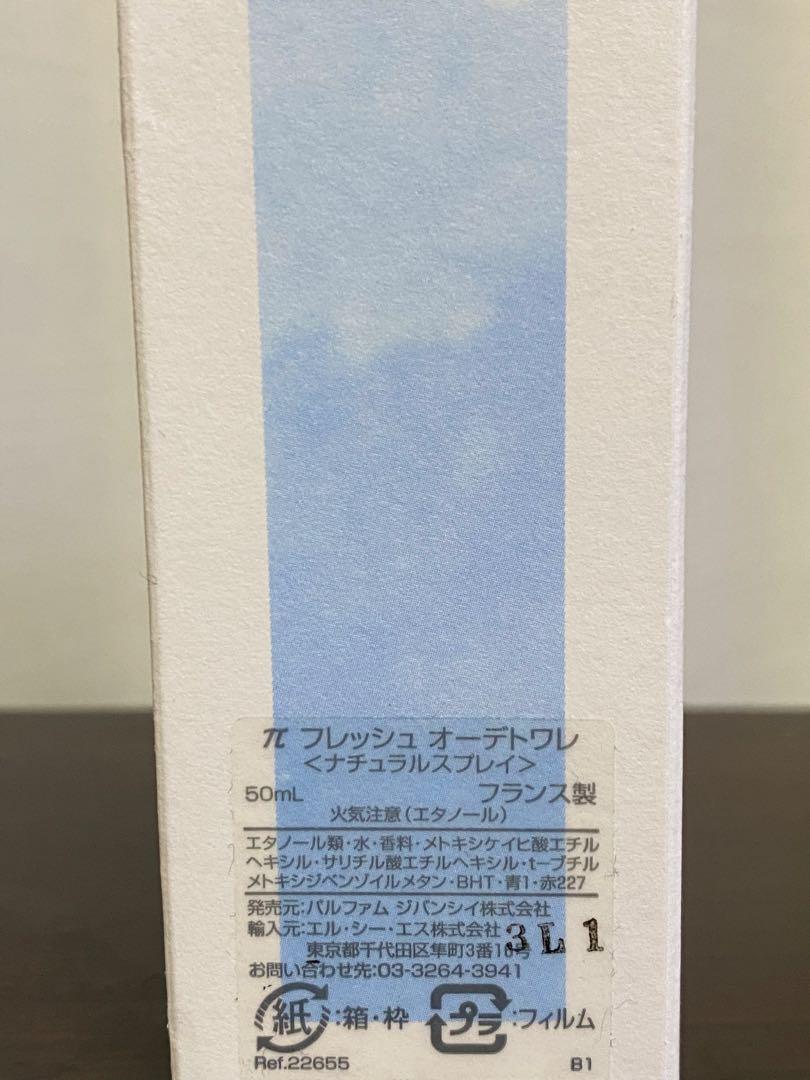 π フレッシュ オーデトワレ
<ナチュラルスプレイ>
50mL フランス製
火気注意(エタノール)
エタノール類・水・香料・メトキシケイヒ酸エチル
ヘキシル・サリチル酸エチルヘキシル・t-ブチル
メトキシジベンゾイルメタン・BHT・青1・赤227
発売元:パルファム ジバンシイ株式会社
輸入元:エル・シー・エス株式会社 3L1
東京都千代田区隼町3番16号
お問い合わせ先:03-3264-3941
紙:箱・枠 プラ:フィルム
Ref.22655 B1